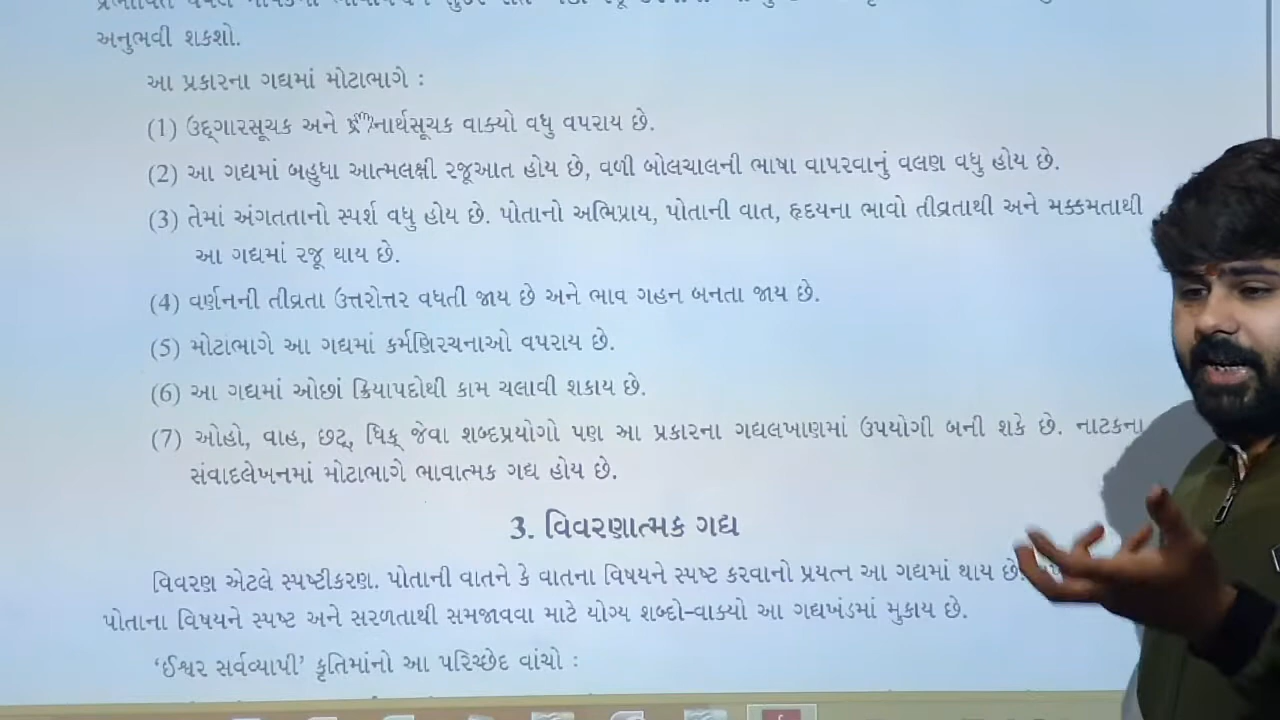 અનુભવી શકશો.
આ પ્રકારના ગદ્યમાં મોટાભાગે :
(1) ઉદ્ગારસૂચક અને વાક્યો વધુ વપરાય છે.
(2) આ ગદ્યમાં બહુધા આત્મલક્ષી રજૂઆત હોય છે, વળી બોલચાલની ભાષા વાપરવાનું વલણ વધુ હોય છે.
(3) તેમાં અંગતતાનો સ્પર્શ વધુ હોય છે. પોતાનો અભિપ્રાય, પોતાની વાત, હૃદયના ભાવો તીવ્રતાથી અને મક્કમતાથી
આ ગદ્યમાં રજૂ થાય છે.
(4) વર્ણનની તીવ્રતા ઉત્તરોત્તર વધતી જાય છે અને ભાવ ગહન બનતા જાય છે.
(5) મોટાંભાગે આ ગદ્યમાં કર્મણિરચનાઓ વપરાય છે.
(6) આ ગદ્યમાં ઓછાં ક્રિયાપદોથી કામ ચલાવી શકાય છે.
(7) ઓહો, વાહ, છટ્, ધિક્ જેવા શબ્દપ્રયોગો પણ આ પ્રકારના ગદ્યલખાણમાં ઉપયોગી બની શકે છે. નાટકના
સંવાદલેખનમાં મોટાભાગે ભાવાત્મક ગદ્ય હોય છે.
3. વિવરણાત્મક ગદ્ય
વિવરણ એટલે સ્પષ્ટીકરણ. પોતાની વાતને કે વાતના વિષયને સ્પષ્ટ કરવાનો પ્રયત્ન આ ગદ્યમાં થાય છે.
પોતાના વિષયને સ્પષ્ટ અને સરળતાથી સમજાવવા માટે યોગ્ય શબ્દો-વાક્યો આ ગદ્યખંડમાં મુકાય છે.
‘ઈશ્વર સર્વવ્યાપી’ કૃતિમાંનો આ પરિચ્છેદ વાંચો :